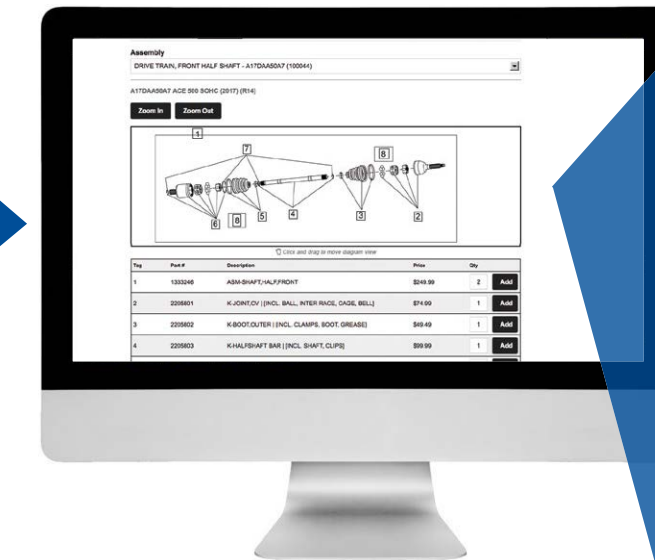 Assembly
DRIVE TRAIN, FRONT HALF SHAFT - A17DAA50A7 (100044)
A17DAA50A7 ACE 500 SOHC (2017) (R14)
Zoom In Zoom Out
1
7
8
6
8
5
4
3
2
Click and drag to move diagram view
Tag Part # Description Price Qty
1 1333246 ASM-SHAFT,HALF,FRONT $249.99 2 Add
2 2205801 K-JOINT,CV | [INCL. BALL, INTER RACE, CAGE, BELL] $74.99 1 Add
3 2205802 K-BOOT,OUTER | [INCL. CLAMPS, BOOT, GREASE] $49.49 1 Add
4 2205803 K-HALFSHAFT BAR | [INCL. SHAFT, CLIPS] $99.99 1 Add